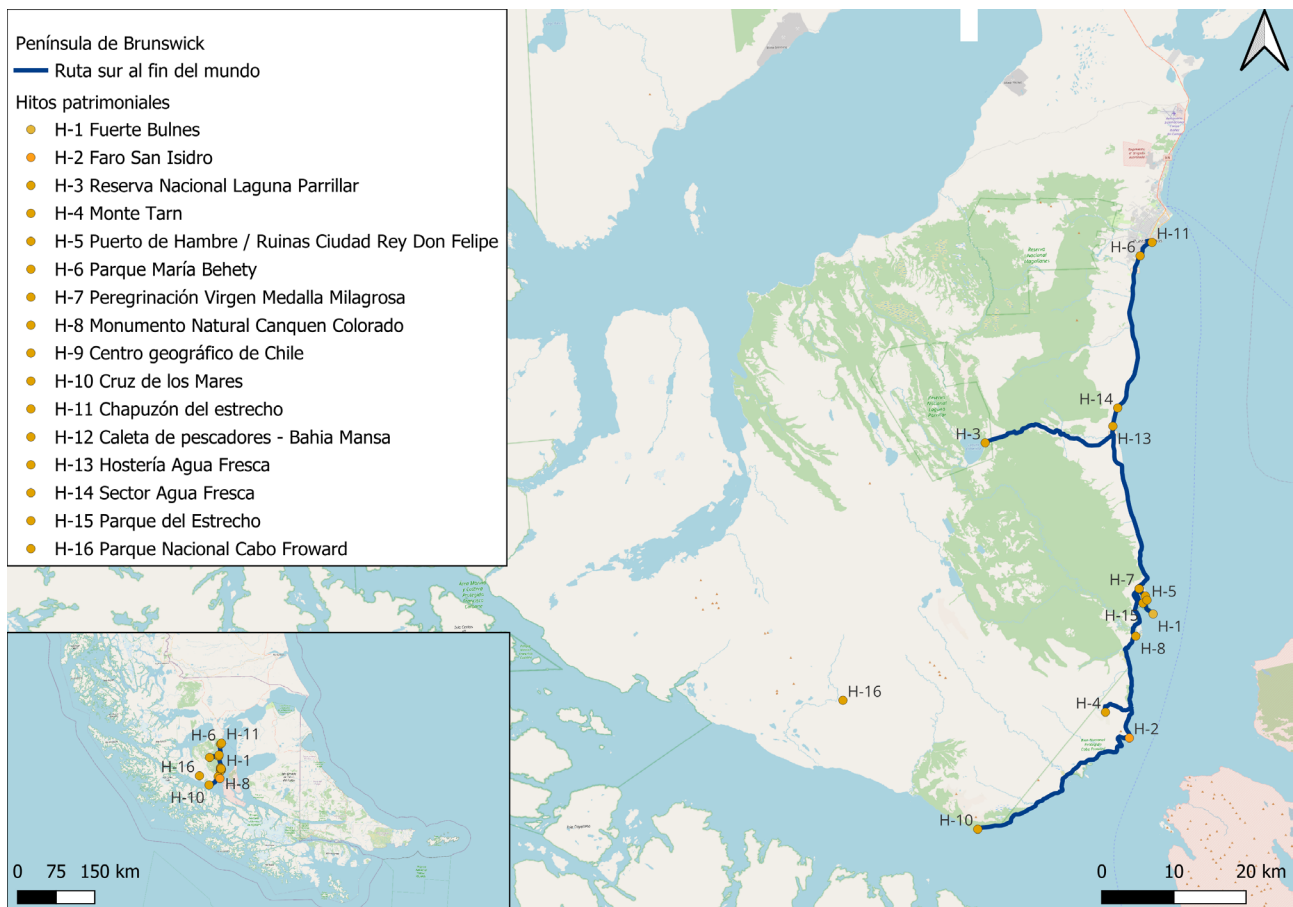 Península de Brunswick
Ruta sur al fin del mundo
Hitos patrimoniales
H-1 Fuerte Bulnes
H-2 Faro San Isidro
H-3 Reserva Nacional Laguna Parrillar
H-4 Monte Tarn
H-5 Puerto de Hambre / Ruinas Ciudad Rey Don Felipe
H-6 Parque María Behety
H-7 Peregrinación Virgen Medalla Milagrosa
H-8 Monumento Natural Canquen Colorado
H-9 Centro geográfico de Chile
H-10 Cruz de los Mares
H-11 Chapuzón del estrecho
H-12 Caleta de pescadores - Bahia Mansa
H-13 Hostería Agua Fresca
H-14 Sector Agua Fresca
H-15 Parque del Estrecho
H-16 Parque Nacional Cabo Froward
H-11
H-6
H-14
H-13
H-3
H-7
H-5
H-15
H-1
H-8
H-16
H-4
H-2
H-10
H-6
H-11
H-1
H-16
H-8
H-10
0 75 150 km
0 10 20 km